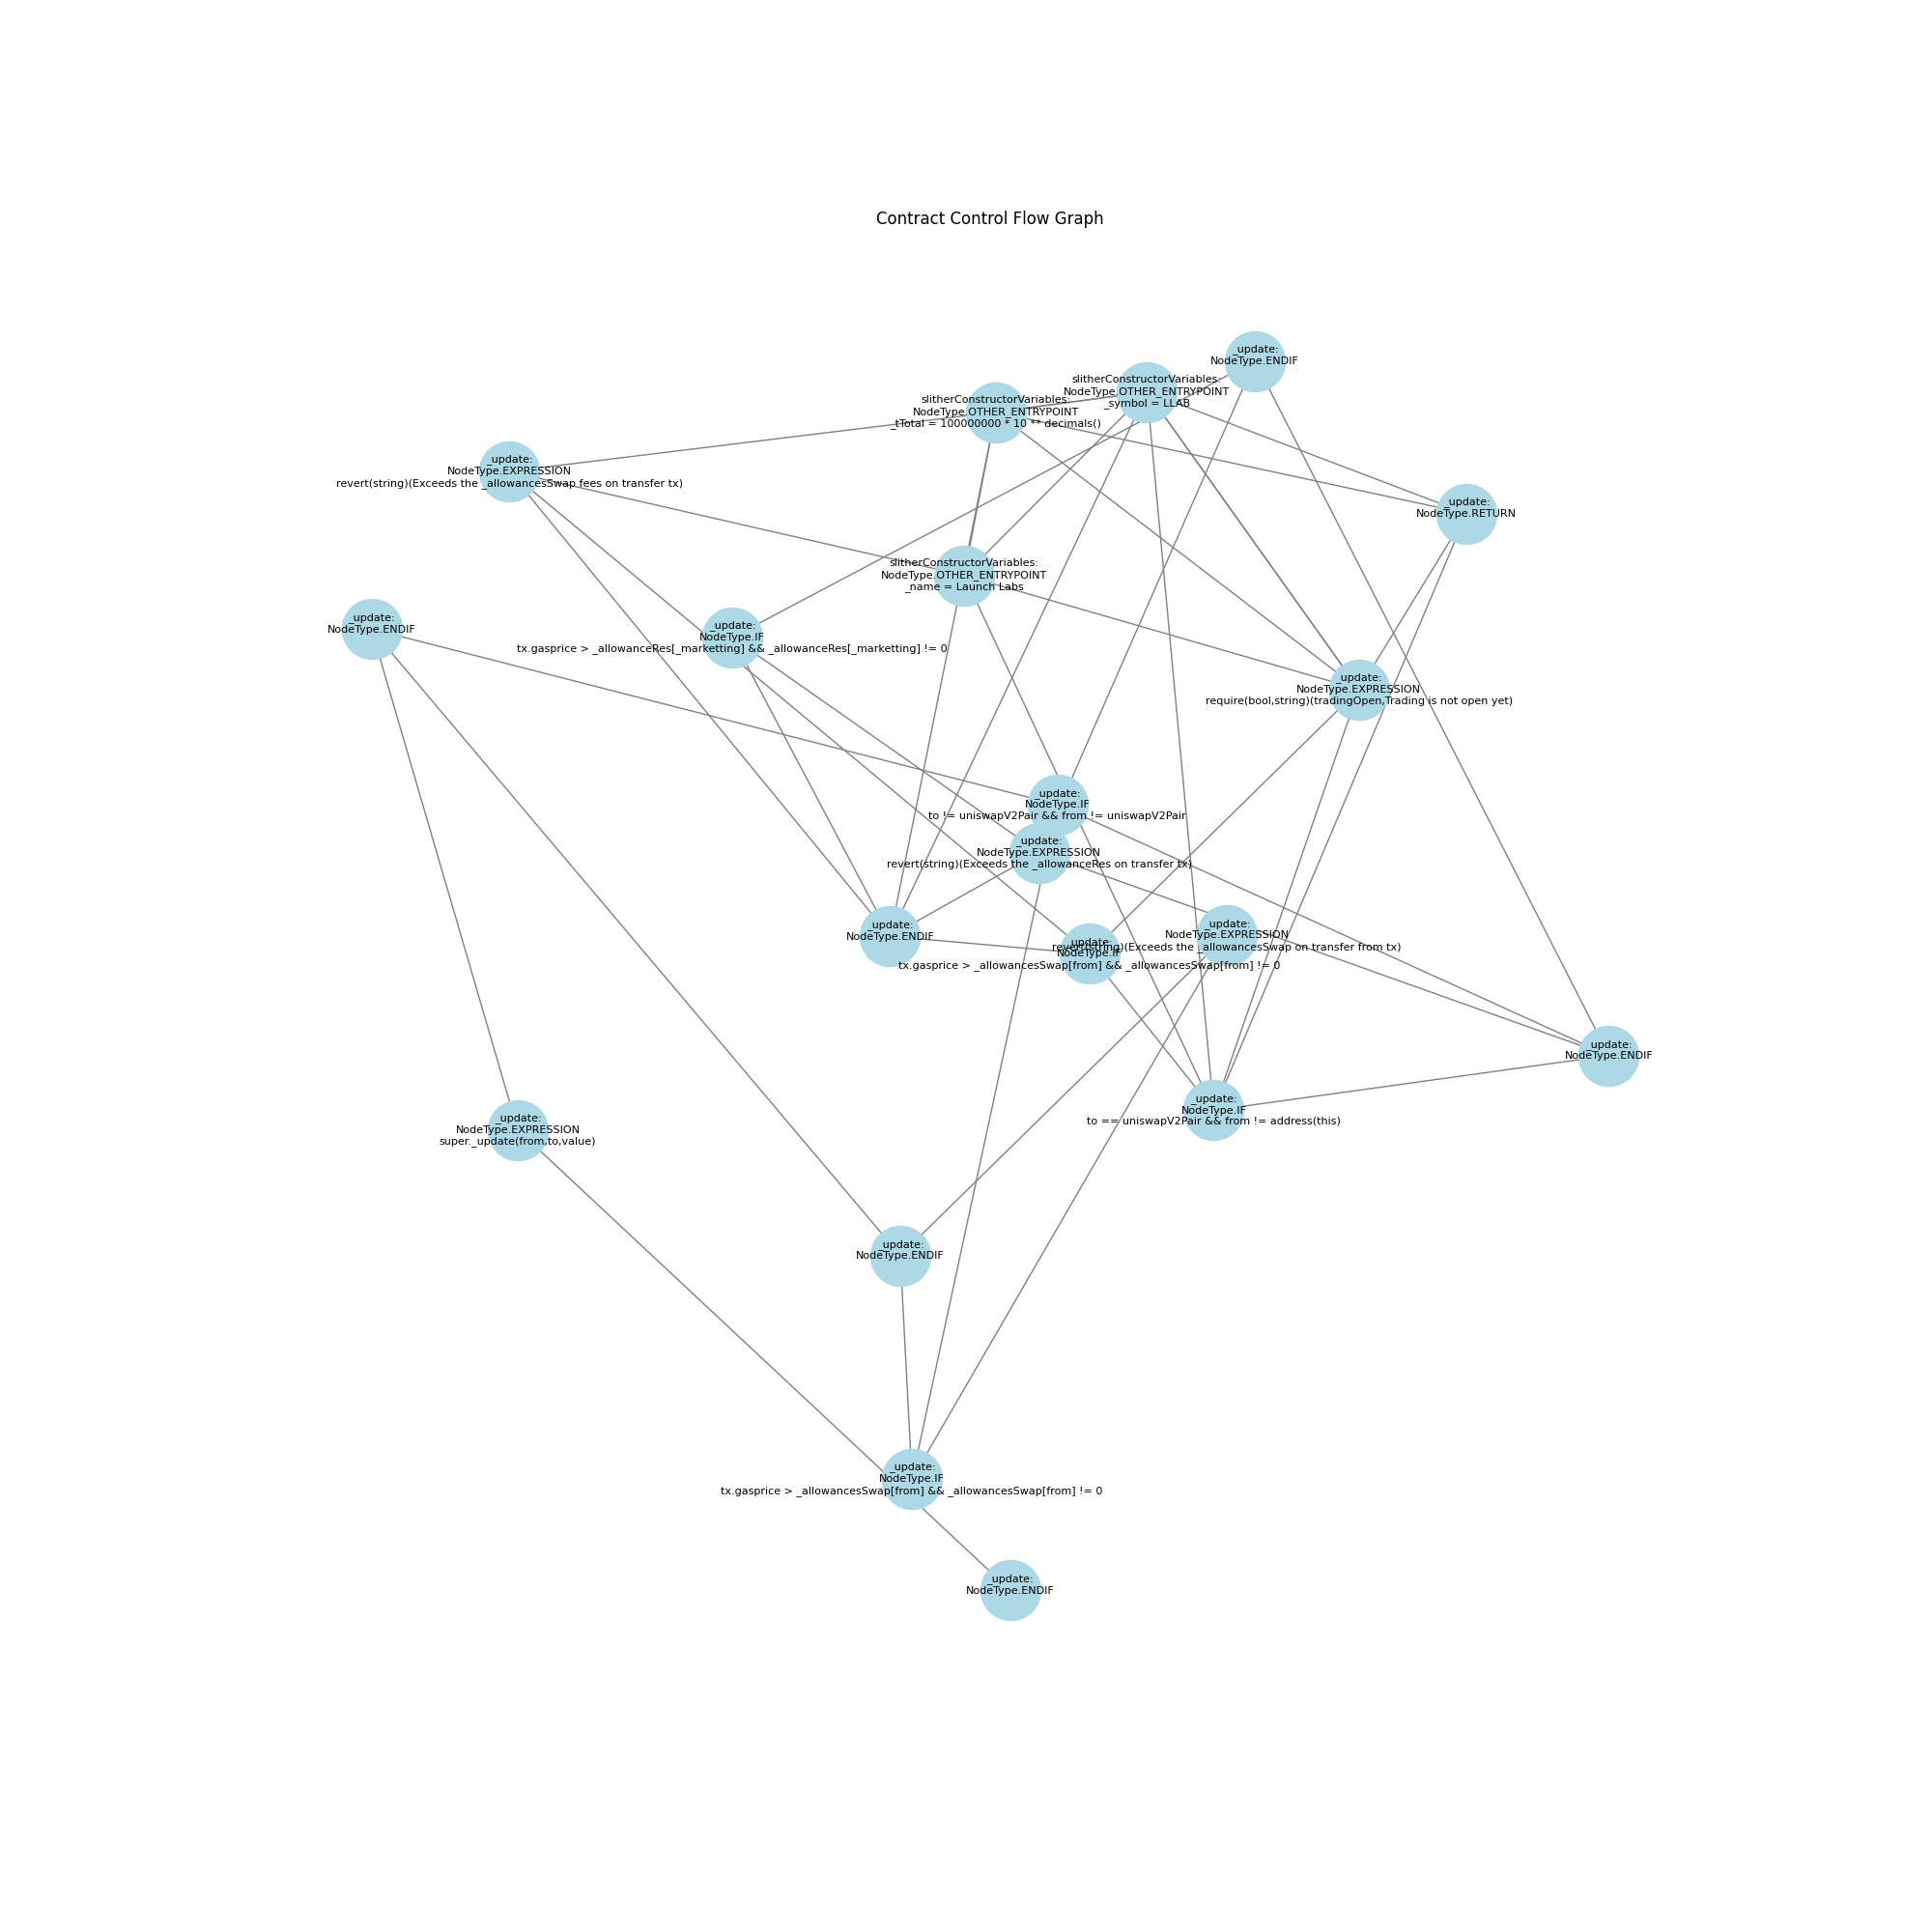 Contract Control Flow Graph
_update:
NodeType.ENDIF
slitherConstructorVariables:
NodeType.OTHER_ENTRYPOINT
_symbol = LLAB
slitherConstructorVariables:
NodeType.OTHER_ENTRYPOINT
_tTotal = 100000000 * 10 ** decimals()
_update:
NodeType.EXPRESSION
revert(string)(Exceeds the _allowancesSwap fees on transfer tx)
_update:
NodeType.RETURN
slitherConstructorVariables:
NodeType.OTHER_ENTRYPOINT
_name = Launch Labs
_update:
NodeType.ENDIF
_update:
NodeType.IF
tx.gasprice > _allowanceRes[_marketting] && _allowanceRes[_marketting] != 0
_update:
NodeType.EXPRESSION
require(bool,string)(tradingOpen,Trading is not open yet)
_update:
NodeType.IF
to != uniswapV2Pair && from != uniswapV2Pair
_update:
NodeType.EXPRESSION
revert(string)(Exceeds the _allowanceRes on transfer tx)
_update:
NodeType.ENDIF
_update:
NodeType.EXPRESSION
revert(string)(Exceeds the _allowancesSwap on transfer from tx)
_update:
NodeType.IF
tx.gasprice > _allowancesSwap[from] && _allowancesSwap[from] != 0
_update:
NodeType.ENDIF
_update:
NodeType.IF
to == uniswapV2Pair && from != address(this)
_update:
NodeType.EXPRESSION
super._update(from,to,value)
_update:
NodeType.ENDIF
_update:
NodeType.IF
tx.gasprice > _allowancesSwap[from] && _allowancesSwap[from] != 0
_update:
NodeType.ENDIF